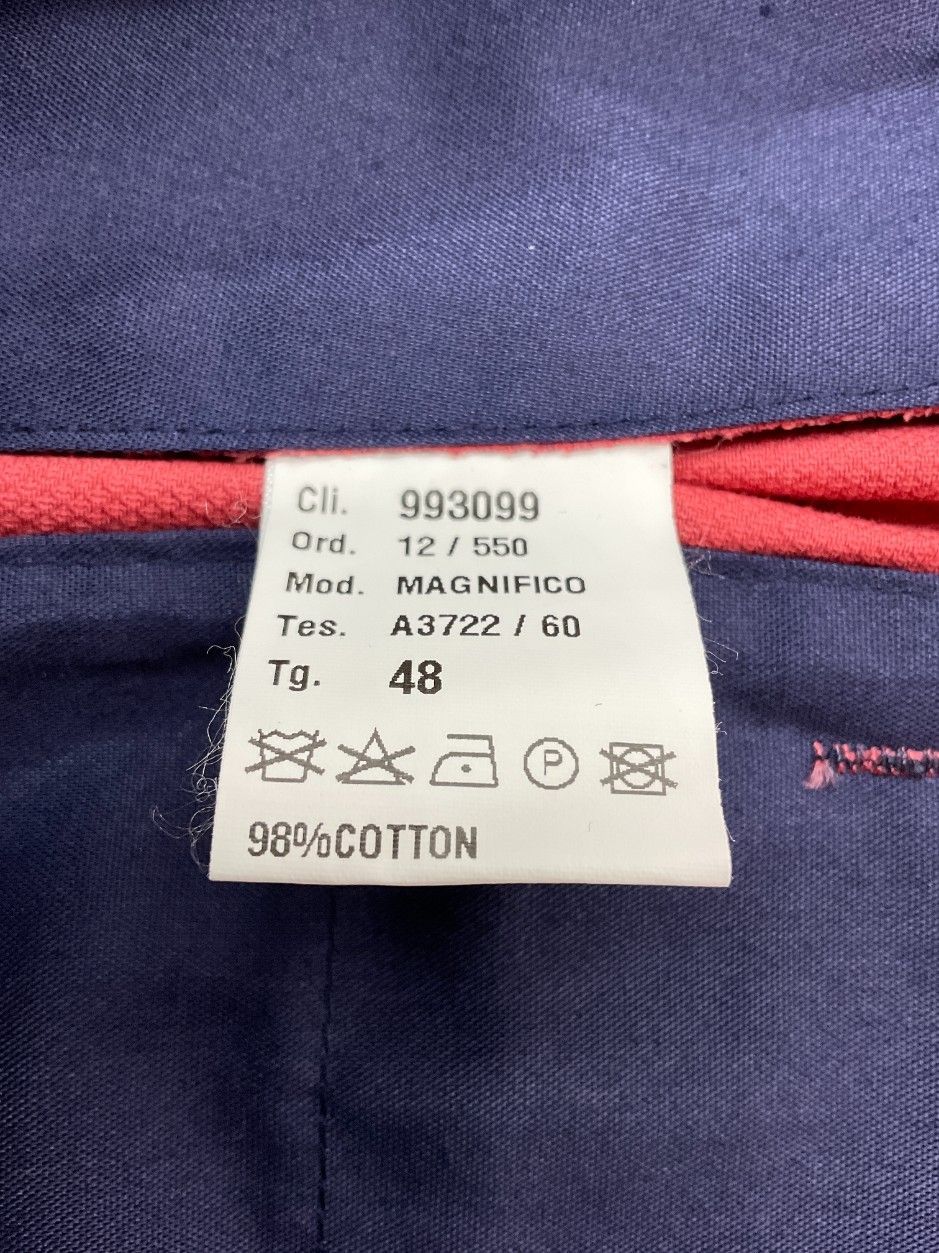 Cli. 993099
Ord. 12 / 550
Mod. MAGNIFICO
Tes. A3722 / 60
Tg. 48
P
98%COTTON